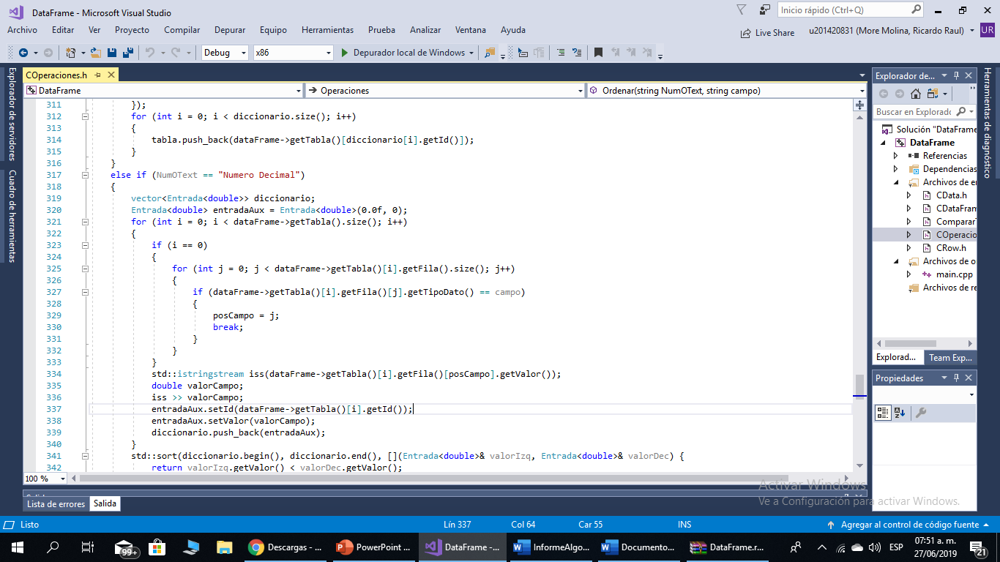 DataFrame - Microsoft Visual Studio
Inicio rápido (Ctrl+Q)
Archivo Editar Ver Proyecto Compilar Depurar Equipo Herramientas Prueba Analizar Ventana Ayuda
Live Share
u201420831 (More Molina, Ricardo Raul)
UR
Debug
x86
Depurador local de Windows
Explorador de servidores
Cuadro de herramientas
COperaciones.h
DataFrame
Operaciones
Ordenar(string NumOText, string campo)
311 });
312 for (int i = 0; i < diccionario.size(); i++)
313 {
314 tabla.push_back(dataFrame->getTabla()[diccionario[i].getId()]);
315 }
316 }
317 else if (NumOText == "Numero Decimal")
318 {
319 vector<Entrada<double>> diccionario;
320 Entrada<double> entradaAux = Entrada<double>(0.0f, 0);
321 for (int i = 0; i < dataFrame->getTabla().size(); i++)
322 {
323 if (i == 0)
324 {
325 for (int j = 0; j < dataFrame->getTabla()[i].getFila().size(); j++)
326 {
327 if (dataFrame->getTabla()[i].getFila()[j].getTipoDato() == campo)
328 {
329 posCampo = j;
330 break;
331 }
332 }
333 }
334 std::istringstream iss(dataFrame->getTabla()[i].getFila()[posCampo].getValor());
335 double valorCampo;
336 iss >> valorCampo;
337 entradaAux.setId(dataFrame->getTabla()[i].getId());
338 entradaAux.setValor(valorCampo);
339 diccionario.push_back(entradaAux);
340 }
341 std::sort(diccionario.begin(), diccionario.end(), [](Entrada<double>& valorIzq, Entrada<double>& valorDec) {
342 return valorIzq.getValor() < valorDec.getValor();
100 %
Lista de errores
Salida
Explorador de...
Buscar en Explorado
Solución "DataFrame
DataFrame
Referencias
Dependencias
Archivos de e
CData.h
CDataFram
Comparar
COperacio
CRow.h
Archivos de o
main.cpp
Archivos de re
Explorad...
Team Exp...
Propiedades
Herramientas de diagnóstico
Activar Windows
Ve a Configuración para activar Windows.
Listo
Lín 337
Col 64
Car 55
INS
Agregar al control de código fuente
99+
Descargas - ...
PowerPoint ...
DataFrame -...
InformeAlgo...
Documento...
DataFrame.r...
ESP
07:51 a. m.
27/06/2019
21